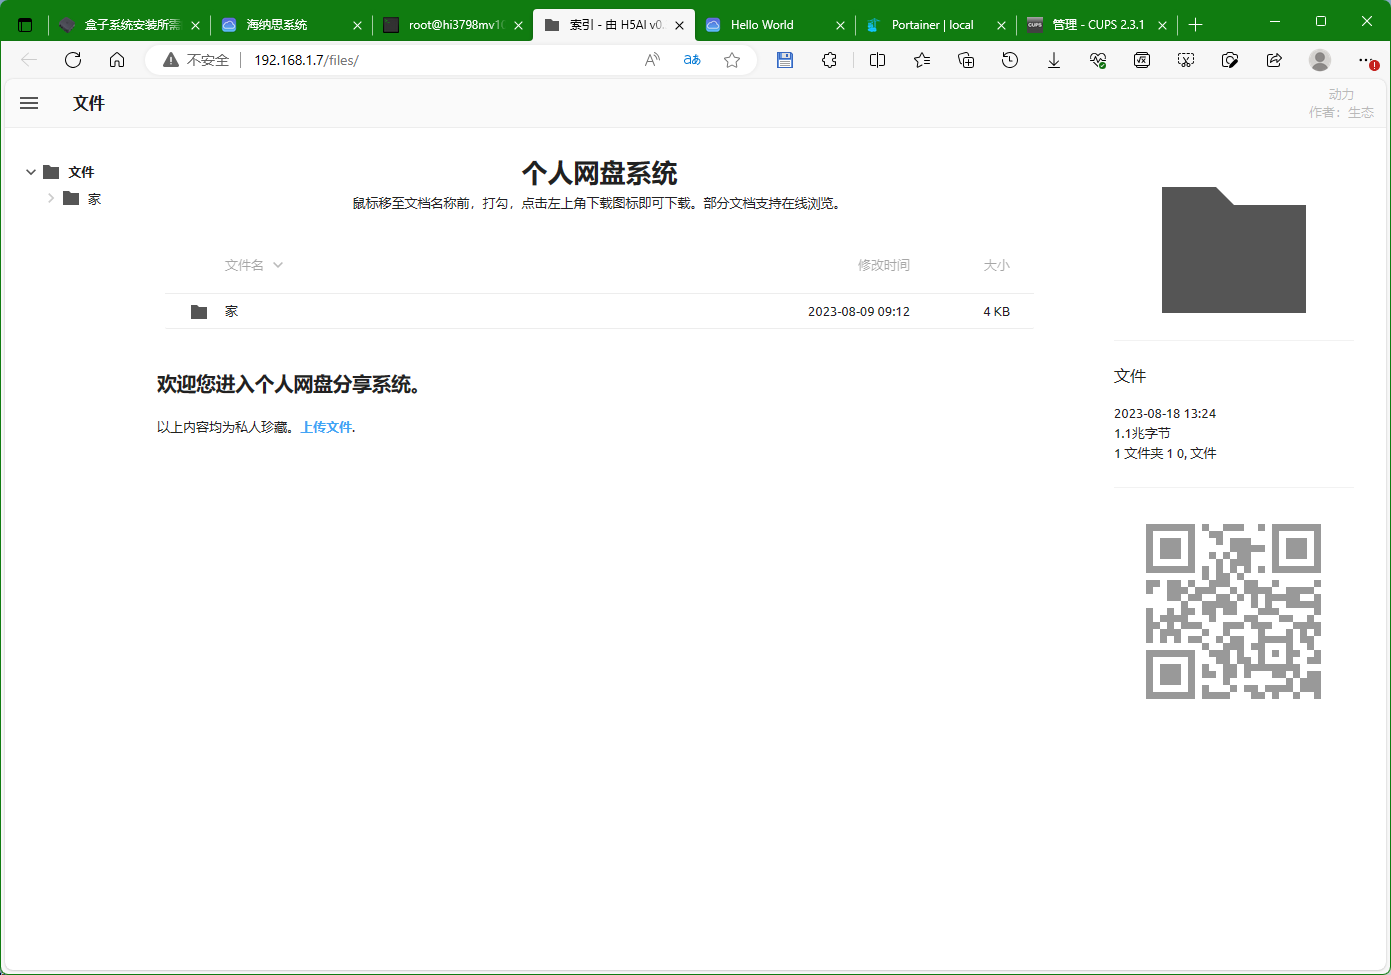 盒子系统安装所需
海纳思系统
root@hi3798mv1
索引 - 由 H5AI v0.
Hello World
Portainer | local
管理 - CUPS 2.3.1
不安全
192.168.1.7/files/
文件
动力
作者：生态
文件
家
个人网盘系统
鼠标移至文档名称前，打勾，点击左上角下载图标即可下载。部分文档支持在线浏览。
文件名 修改时间 大小
家 2023-08-09 09:12 4 KB
欢迎您进入个人网盘分享系统。
以上内容均为私人珍藏。上传文件.
文件
2023-08-18 13:24
1.1兆字节
1 文件夹 1 0, 文件